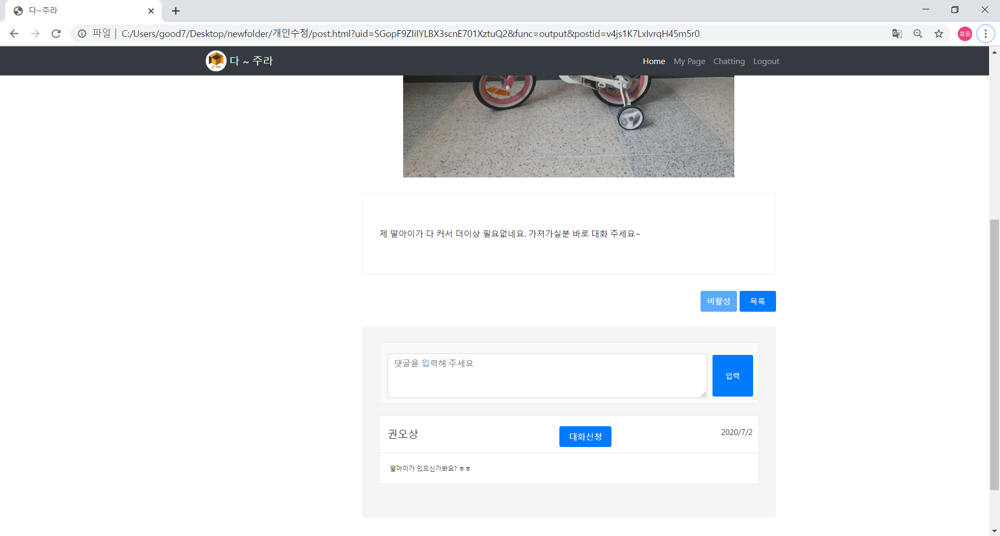 다~주라
파일 | C:/Users/good7/Desktop/newfolder/개인수정/post.html?uid=SGopF9ZIiIYLBX3scnE701XztuQ2&func=output&postid=v4js1K7LxIvrqH45m5r0
효동
다 ~ 주라
Home My Page Chatting Logout
제 딸아이가 다 커서 더이상 필요없네요. 가져가실분 바로 대화 주세요~
비활성 목록
댓글을 입력해 주세요
입력
권오상 대화신청 2020/7/2
딸아이가 있으신가봐요? ㅎㅎ